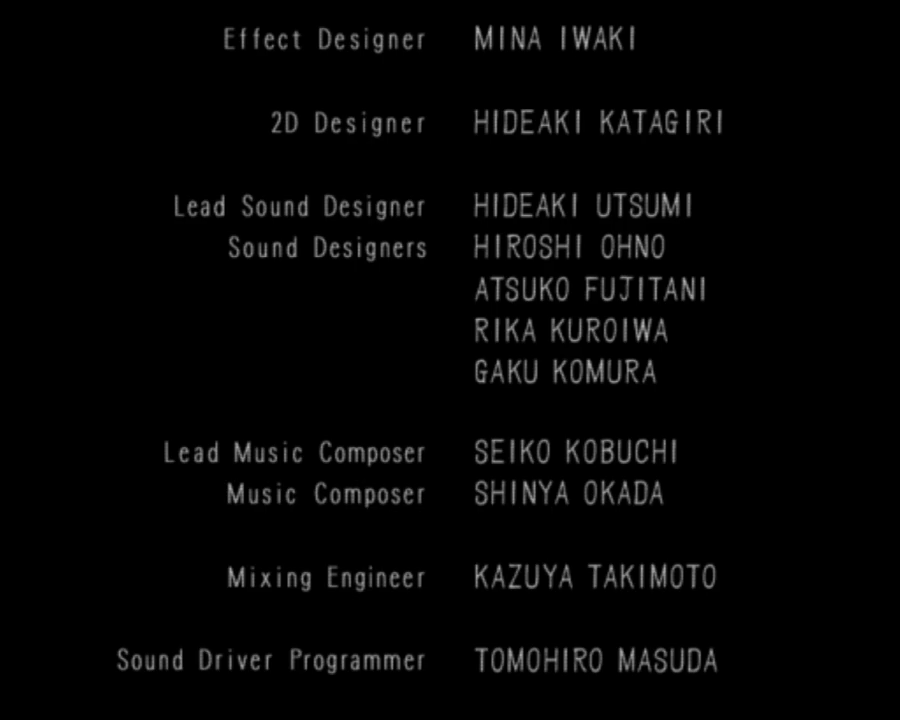 Effect Designer MINA IWAKI
2D Designer HIDEAKI KATAGIRI
Lead Sound Designer HIDEAKI UTSUMI
Sound Designers HIROSHI OHNO
ATSUKO FUJITANI
RIKA KUROIWA
GAKU KOMURA
Lead Music Composer SEIKO KOBUCHI
Music Composer SHINYA OKADA
Mixing Engineer KAZUYA TAKIMOTO
Sound Driver Programmer TOMOHIRO MASUDA